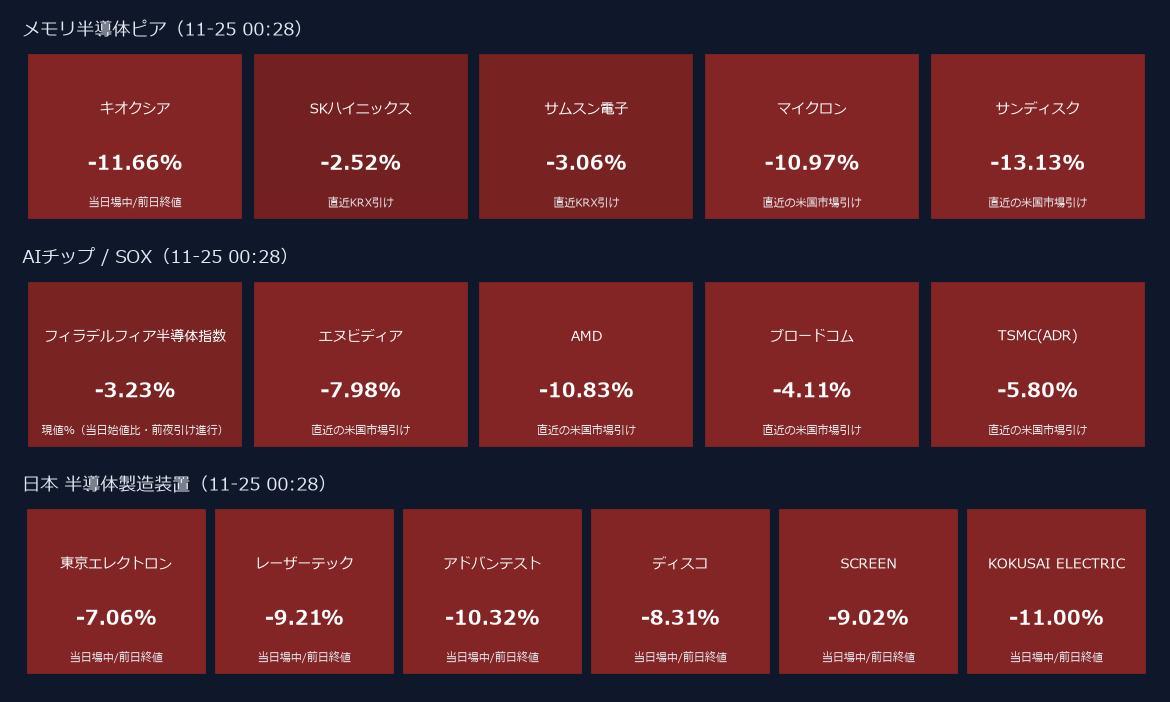 メモリ半導体ピア（11-25 00:28）
キオクシア
-11.66%
当日場中/前日終値
SKハイニックス
-2.52%
直近KRX引け
サムスン電子
-3.06%
直近KRX引け
マイクロン
-10.97%
直近の米国市場引け
サンディスク
-13.13%
直近の米国市場引け
AIチップ / SOX（11-25 00:28）
フィラデルフィア半導体指数
-3.23%
現値%（当日始値比・前夜引け進行）
エヌビディア
-7.98%
直近の米国市場引け
AMD
-10.83%
直近の米国市場引け
ブロードコム
-4.11%
直近の米国市場引け
TSMC(ADR)
-5.80%
直近の米国市場引け
日本 半導体製造装置（11-25 00:28）
東京エレクトロン
-7.06%
当日場中/前日終値
レーザーテック
-9.21%
当日場中/前日終値
アドバンテスト
-10.32%
当日場中/前日終値
ディスコ
-8.31%
当日場中/前日終値
SCREEN
-9.02%
当日場中/前日終値
KOKUSAI ELECTRIC
-11.00%
当日場中/前日終値